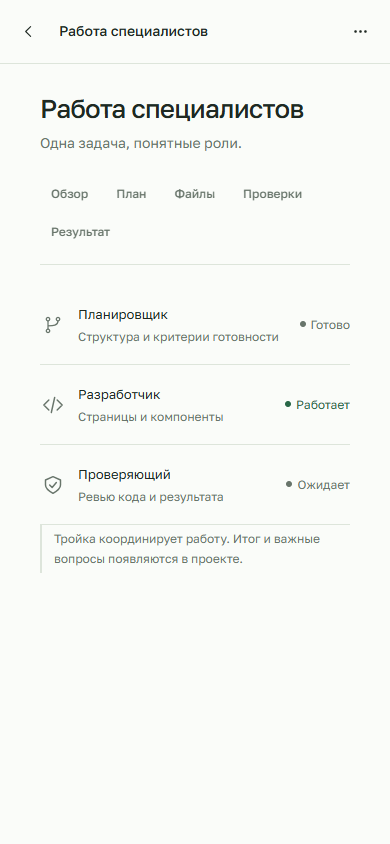 Работа специалистов
Работа специалистов
Одна задача, понятные роли.
Обзор План Файлы Проверки
Результат
Планировщик
Структура и критерии готовности
Готово
Разработчик
Страницы и компоненты
Работает
Проверяющий
Ревью кода и результата
Ожидает
Тройка координирует работу. Итог и важные
вопросы появляются в проекте.